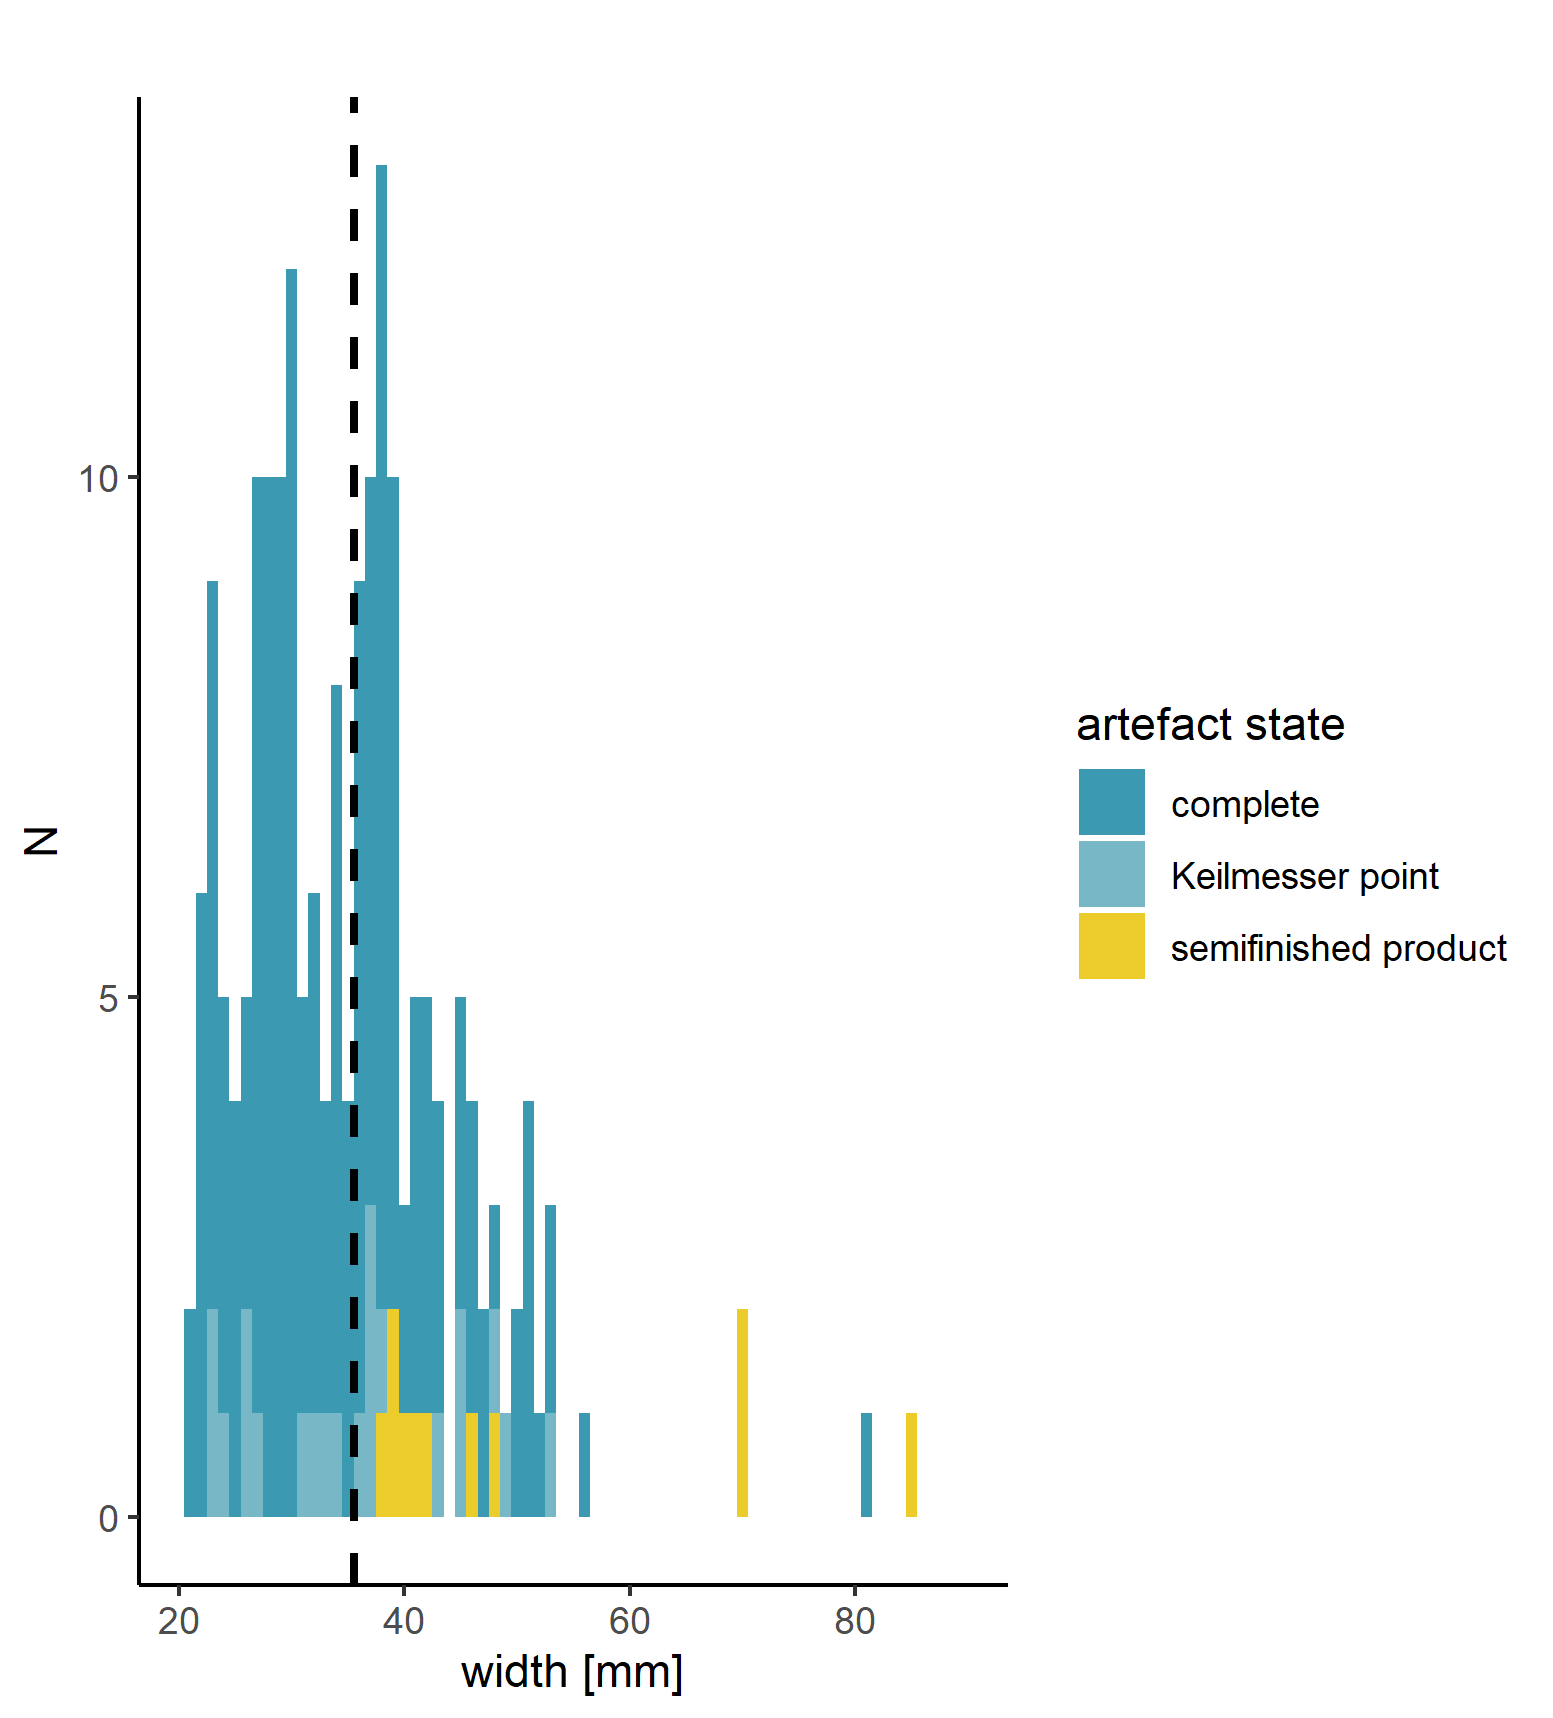 N
10
5
0
20 40 60 80
width [mm]
artefact state
complete
Keilmesser point
semifinished product